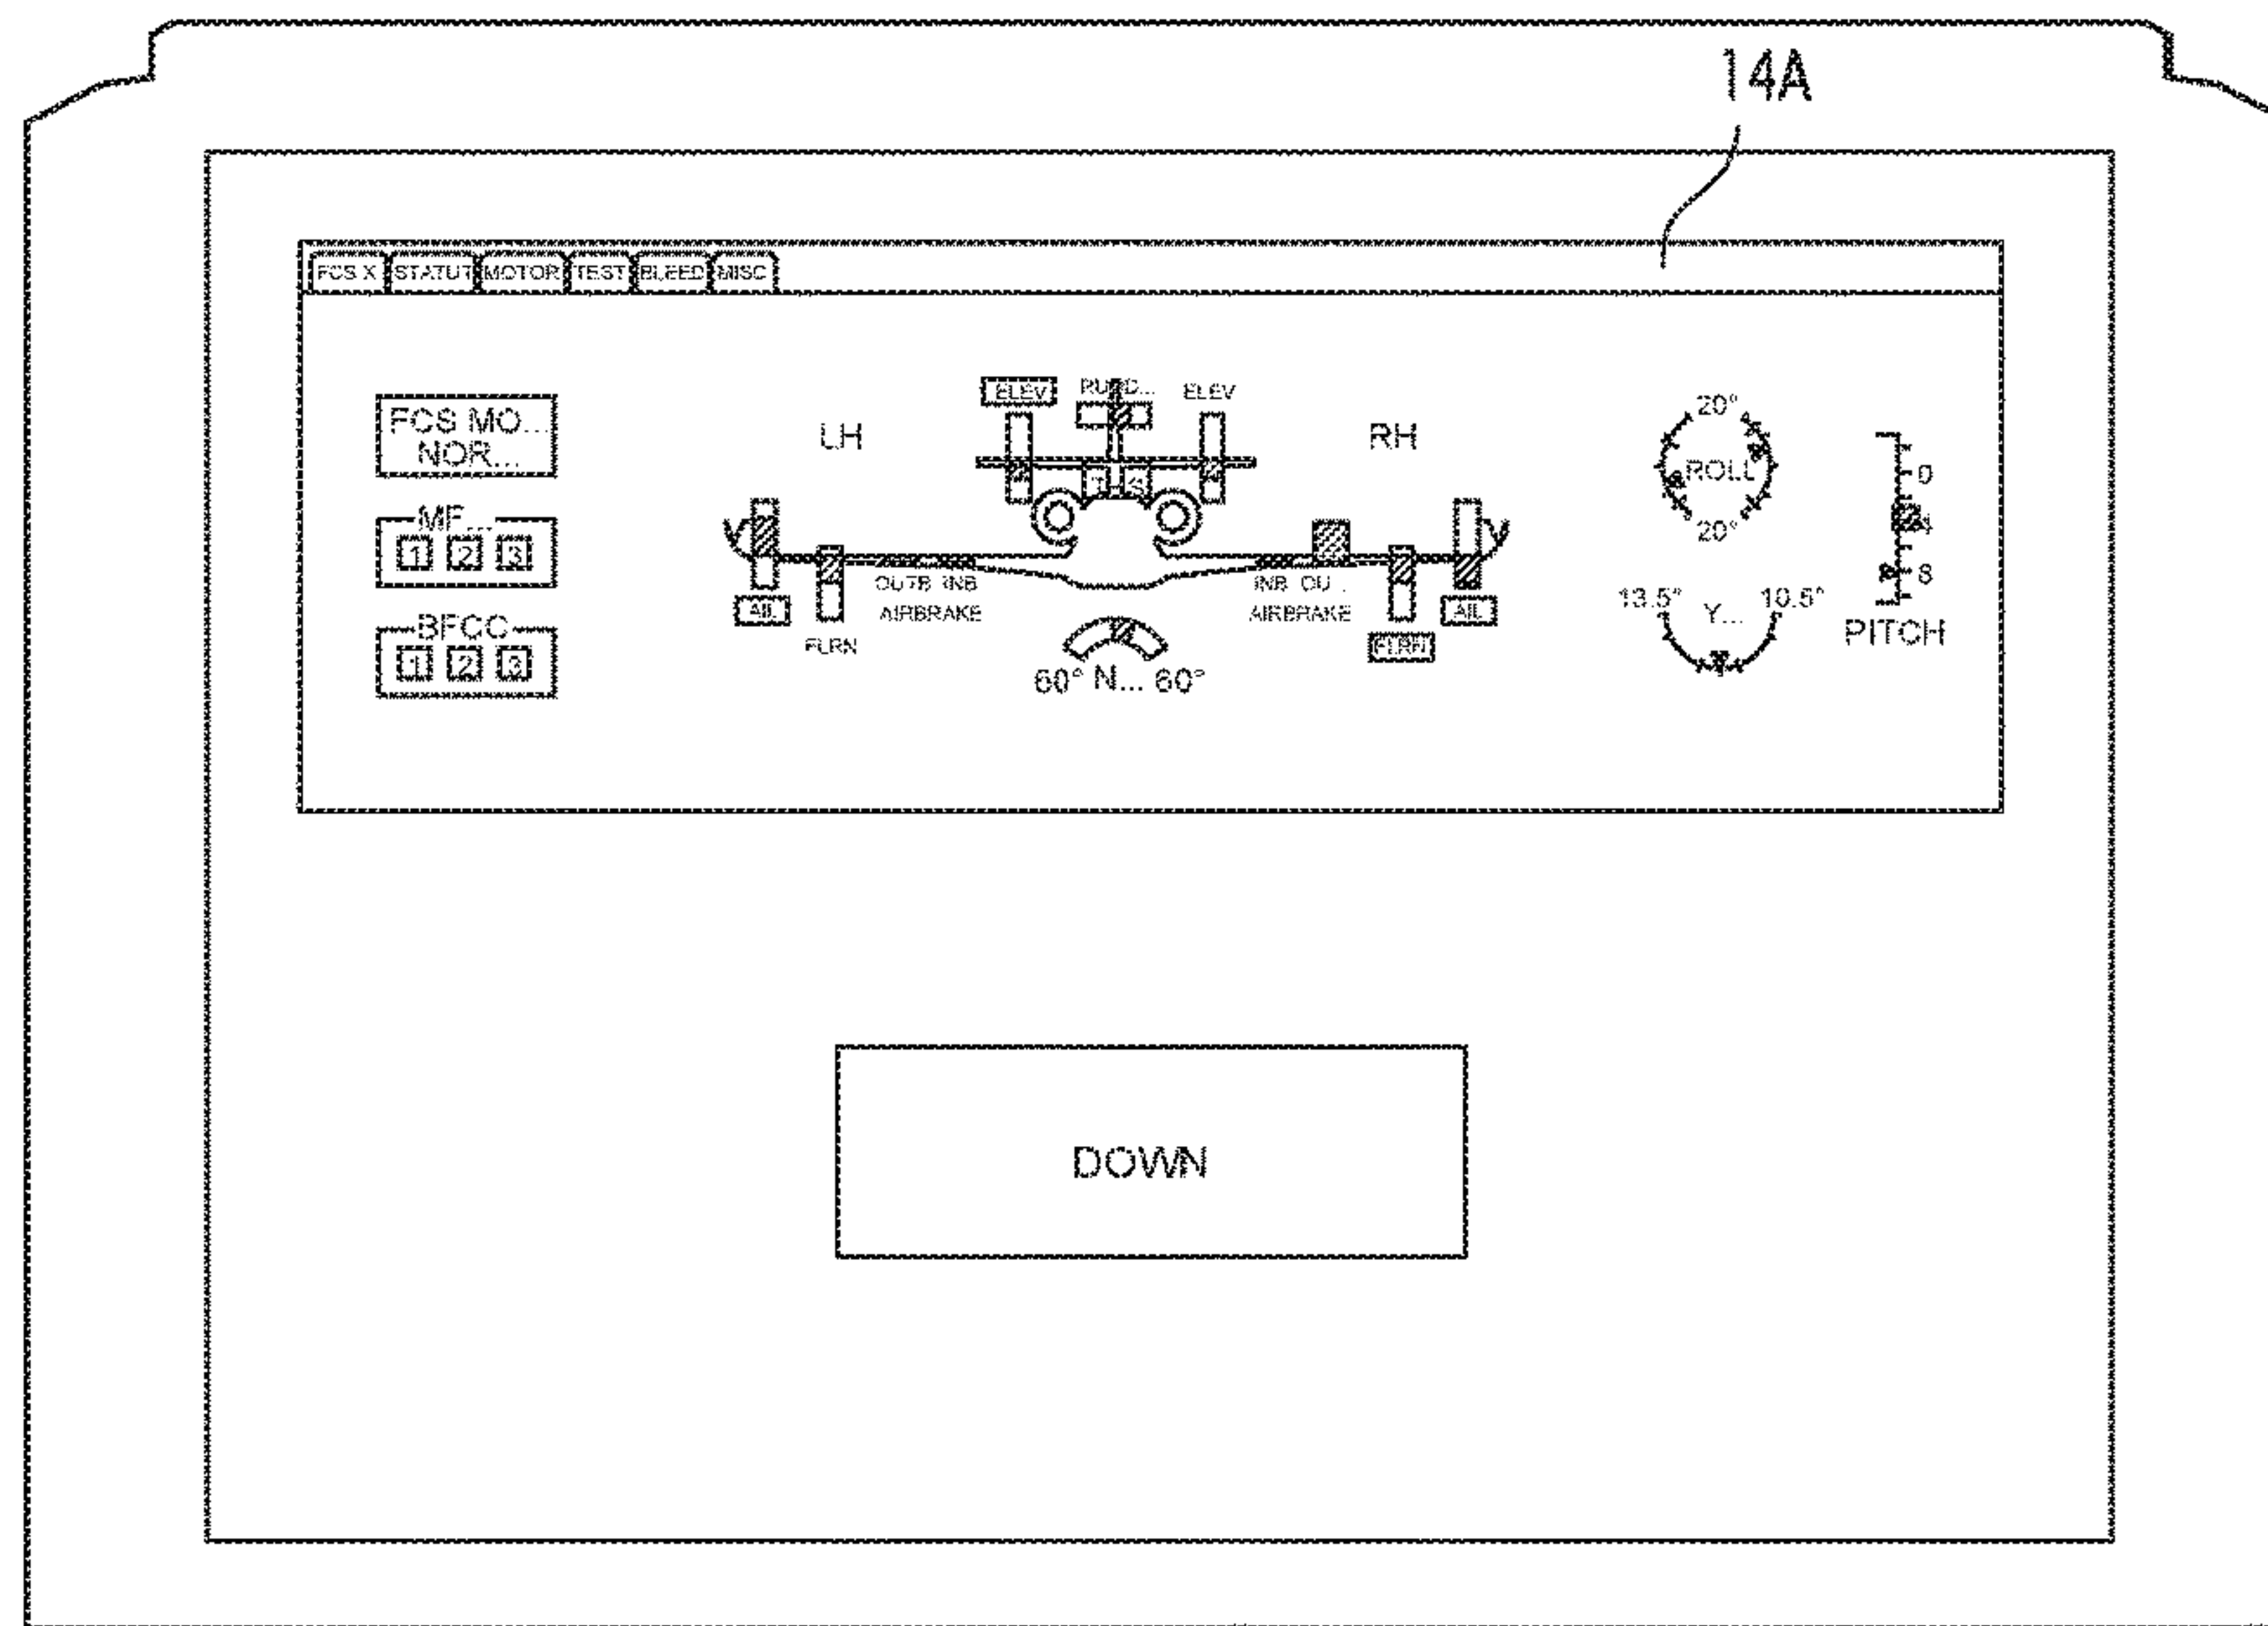 14A
FCS X STATUT MOTOR TEST BLEED MISC
ELEV RUDD... ELEV
FCS MO...
NOR...
LH
RH
20°
ROLL
20°
0
4
8
PITCH
MF...
1 2 3
OUTB INB
AIRBRAKE
INB OU...
AIRBRAKE
AIL
AIL
FLRN
FLRN
BFCC
1 2 3
60° N... 60°
13.5° Y... 10.5°
DOWN